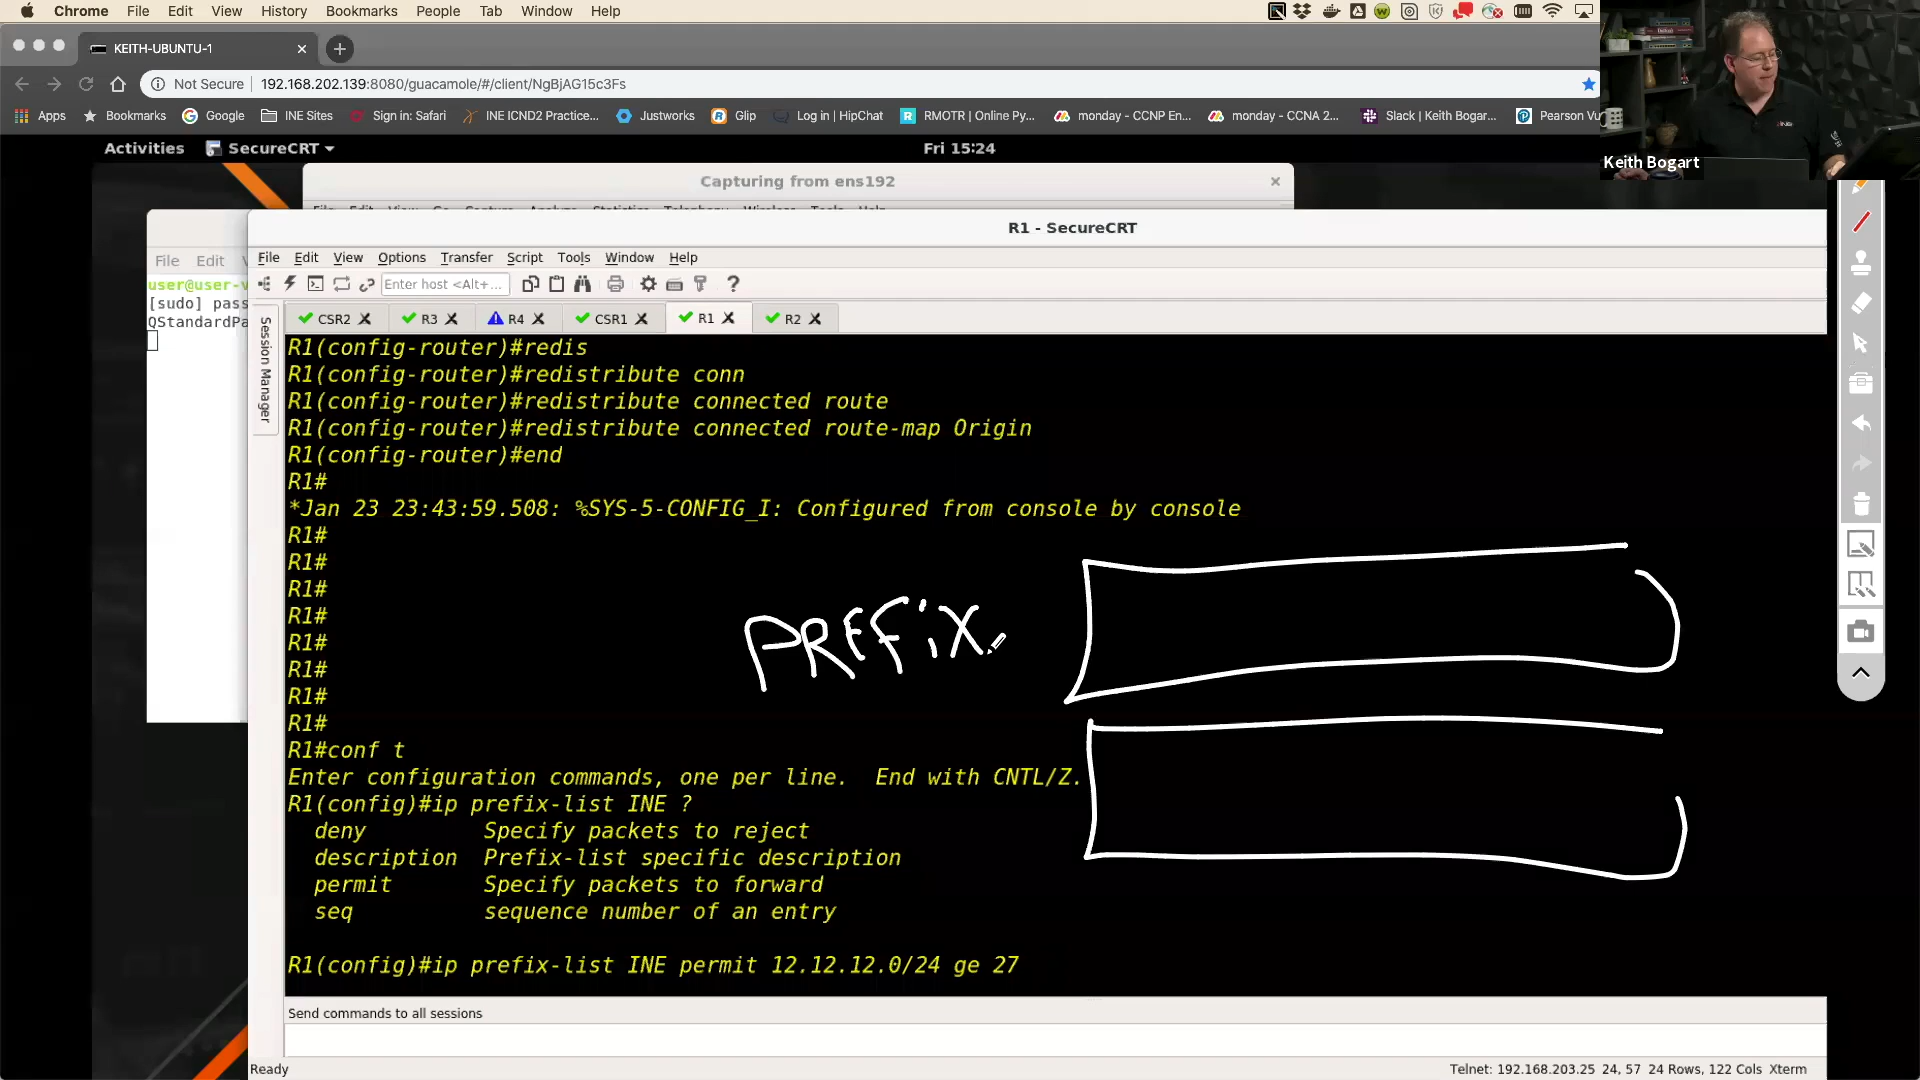 Chrome File Edit View History Bookmarks People Tab Window Help
KEITH-UBUNTU-1
Not Secure 192.168.202.139:8080/guacamole/#/client/NgBjAG15c3Fs
Apps Bookmarks Google INE Sites Sign in: Safari INE ICND2 Practice... Justworks Glip Log in | HipChat RMOTR | Online Py... monday - CCNP En... monday - CCNA 2... Slack | Keith Bogar... Pearson Vu
Keith Bogart
Activities SecureCRT Fri 15:24
Capturing from ens192
R1 - SecureCRT
File Edit V
File Edit View Options Transfer Script Tools Window Help
Enter host <Alt+...
user@user-v
[sudo] pass
QStandardPa
Session Manager
CSR2 R3 R4 CSR1 R1 R2
R1(config-router)#redis
R1(config-router)#redistribute conn
R1(config-router)#redistribute connected route
R1(config-router)#redistribute connected route-map Origin
R1(config-router)#end
R1#
*Jan 23 23:43:59.508: %SYS-5-CONFIG_I: Configured from console by console
R1#
R1#
R1#
R1#
R1#
R1#
R1#
R1#
PREFiX
R1#conf t
Enter configuration commands, one per line.  End with CNTL/Z.
R1(config)#ip prefix-list INE ?
deny Specify packets to reject
description Prefix-list specific description
permit Specify packets to forward
seq sequence number of an entry
R1(config)#ip prefix-list INE permit 12.12.12.0/24 ge 27
Send commands to all sessions
Ready Telnet: 192.168.203.25 24, 57 24 Rows, 122 Cols Xterm